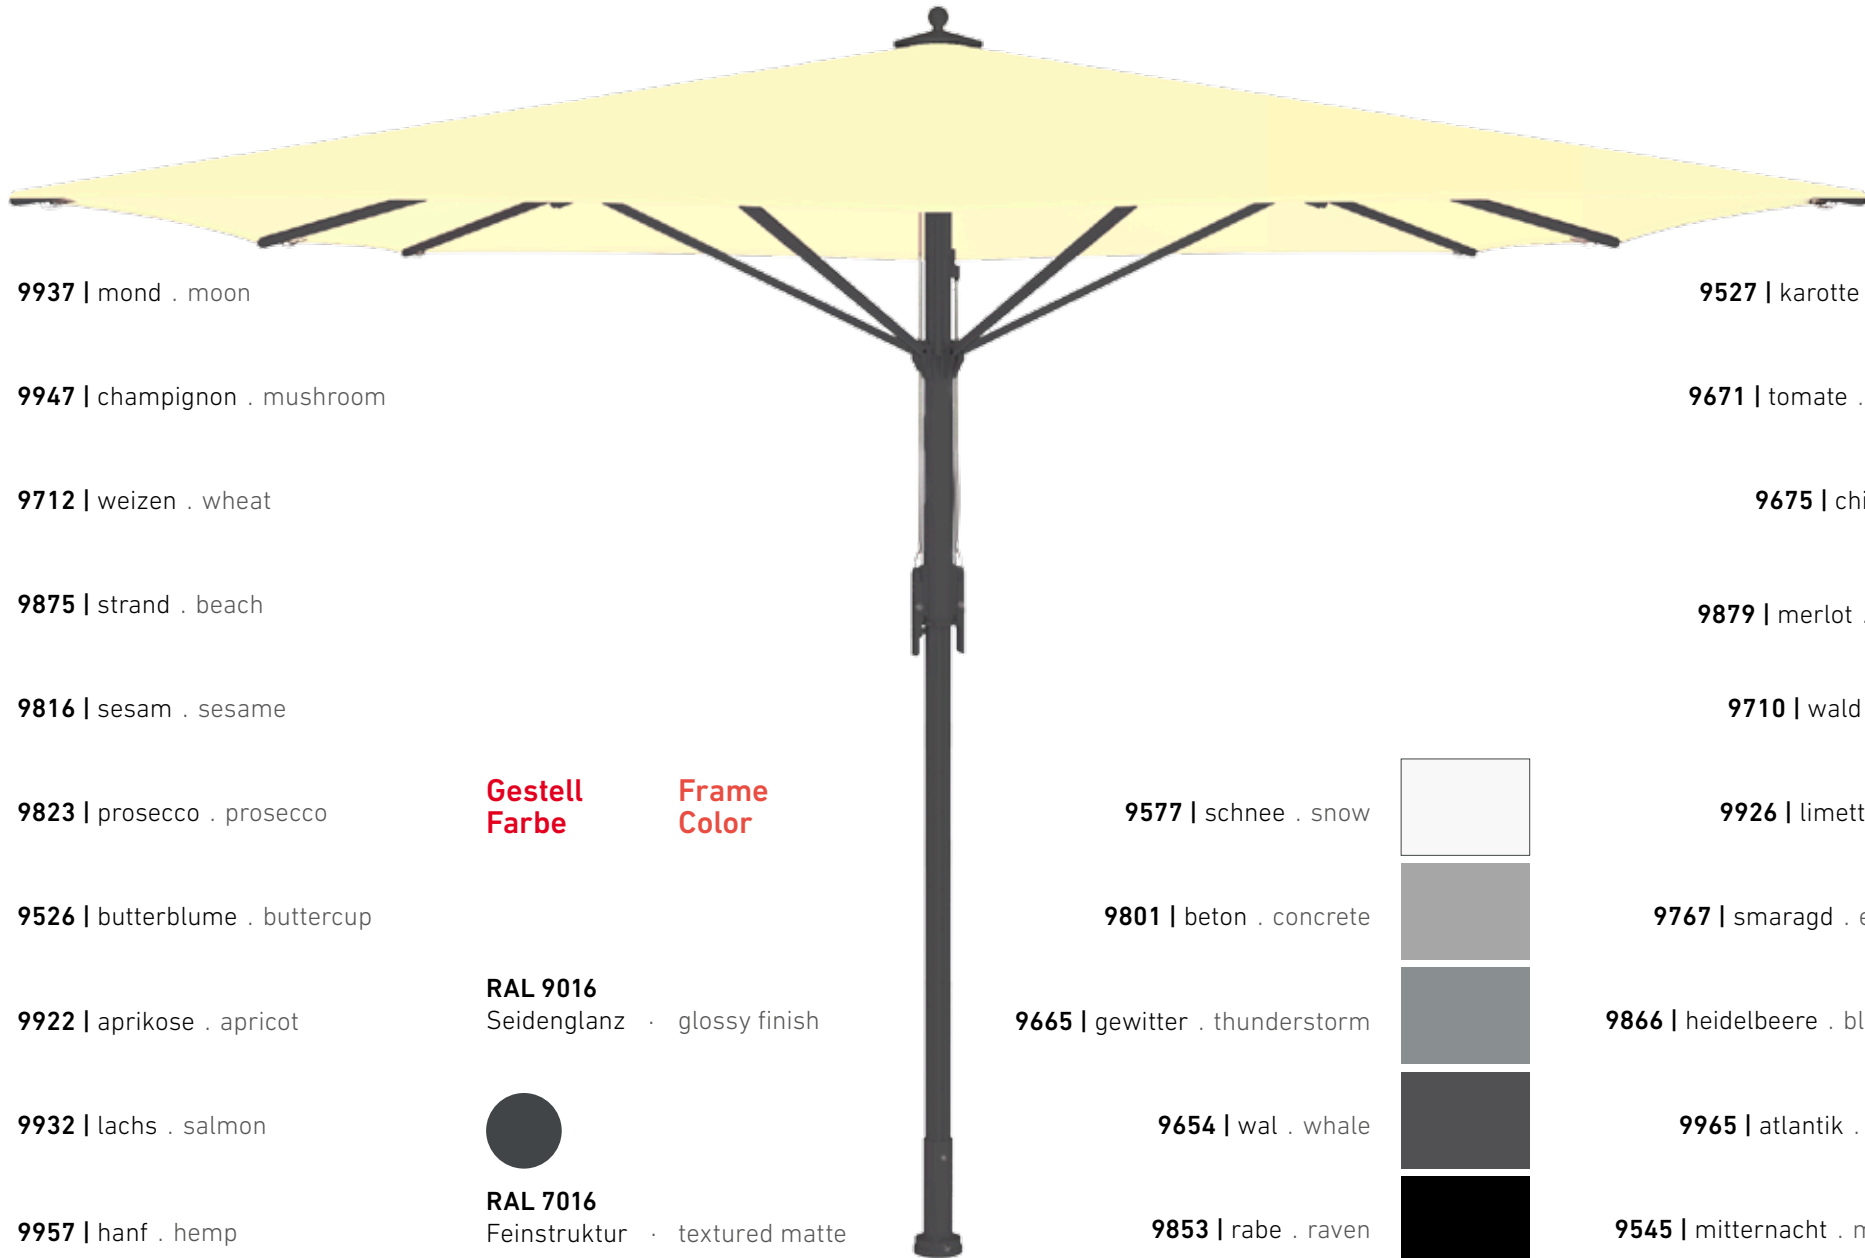 9937 | mond . moon
9947 | champignon . mushroom
9712 | weizen . wheat
9875 | strand . beach
9816 | sesam . sesame
9823 | prosecco . prosecco
9526 | butterblume . buttercup
9922 | aprikose . apricot
9932 | lachs . salmon
9957 | hanf . hemp
Gestell Farbe
Frame Color
RAL 9016
Seidenglanz · glossy finish
RAL 7016
Feinstruktur · textured matte
9577 | schnee . snow
9801 | beton . concrete
9665 | gewitter . thunderstorm
9654 | wal . whale
9853 | rabe . raven
9527 | karotte
9671 | tomate .
9675 |
9879 | merlot .
9710 | wald
9926 |
9767 | smaragd .
9866 | heidelbeere .
9965 | atlantik .
9545 | mitternacht .